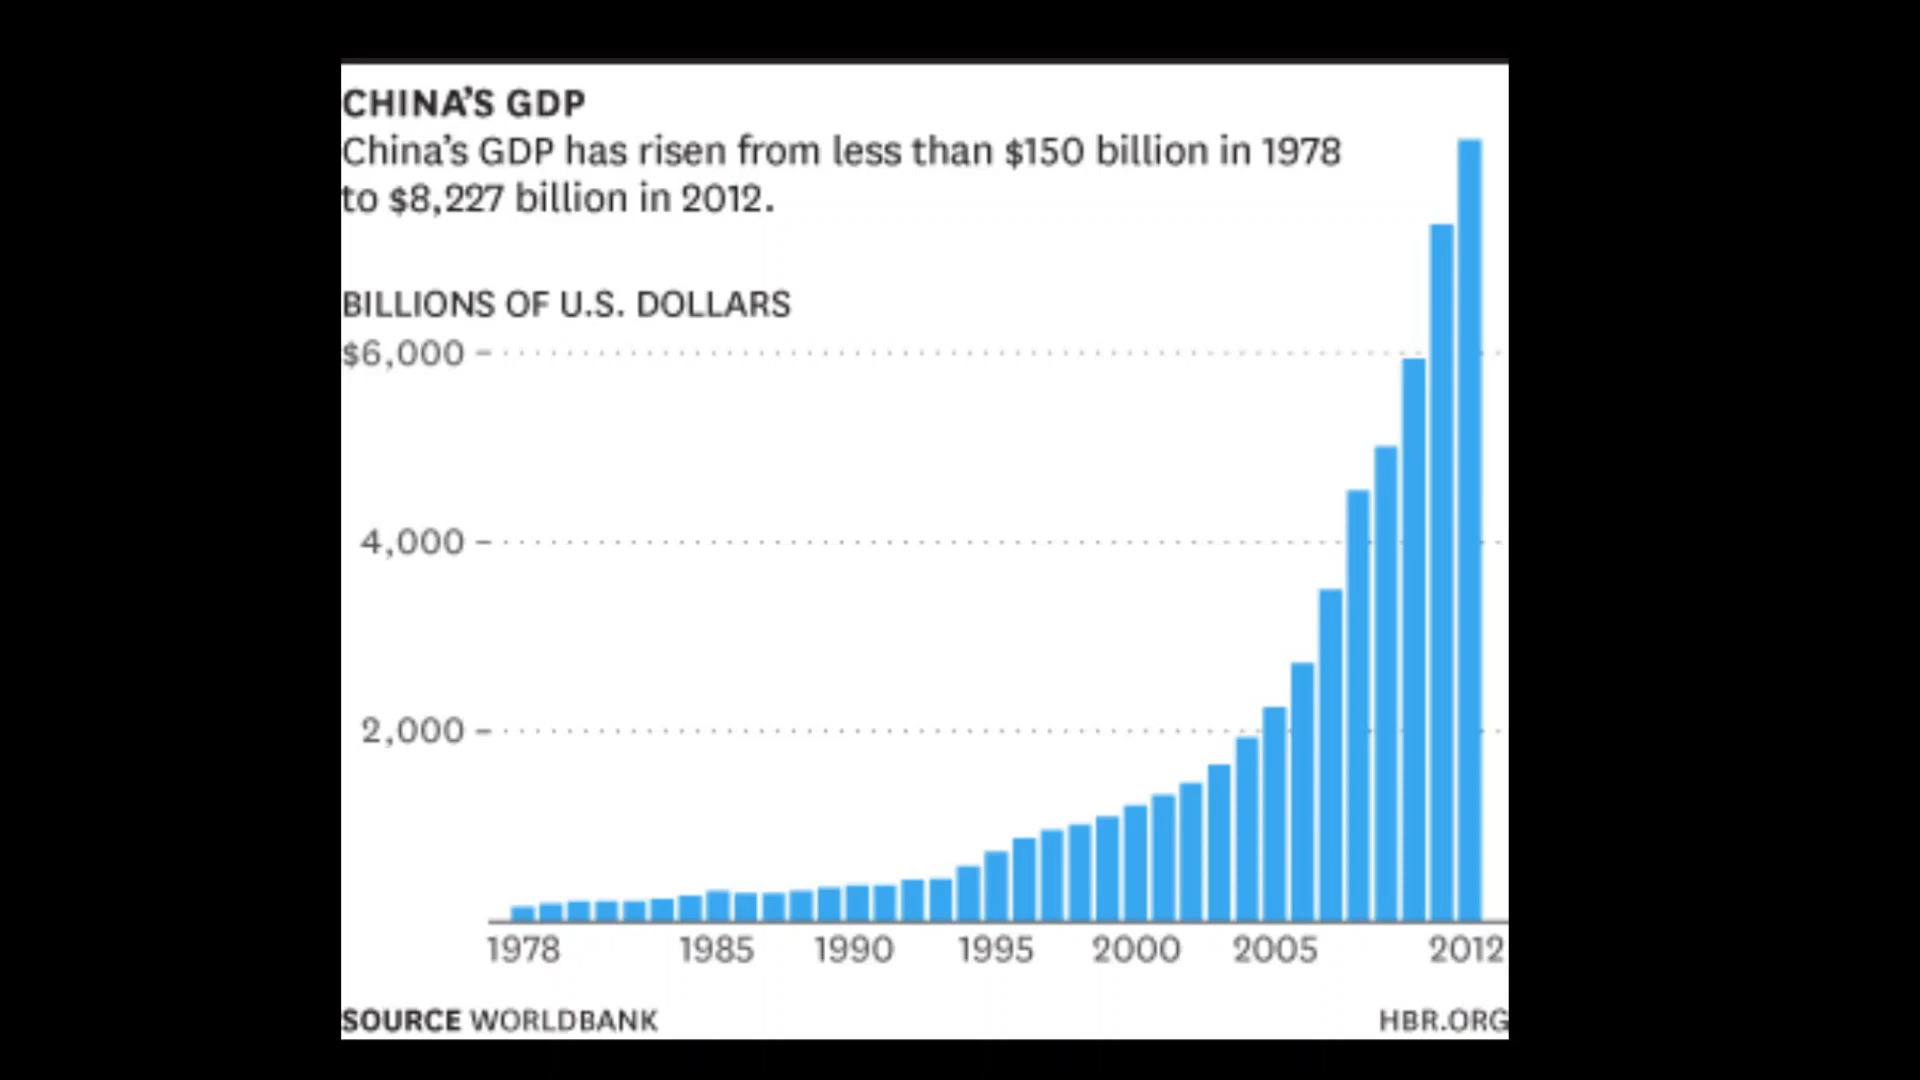 CHINA'S GDP
China's GDP has risen from less than $150 billion in 1978
to $8,227 billion in 2012.
BILLIONS OF U.S. DOLLARS
$6,000
4,000
2,000
1978 1985 1990 1995 2000 2005 2012
SOURCE WORLDBANK HBR.ORG